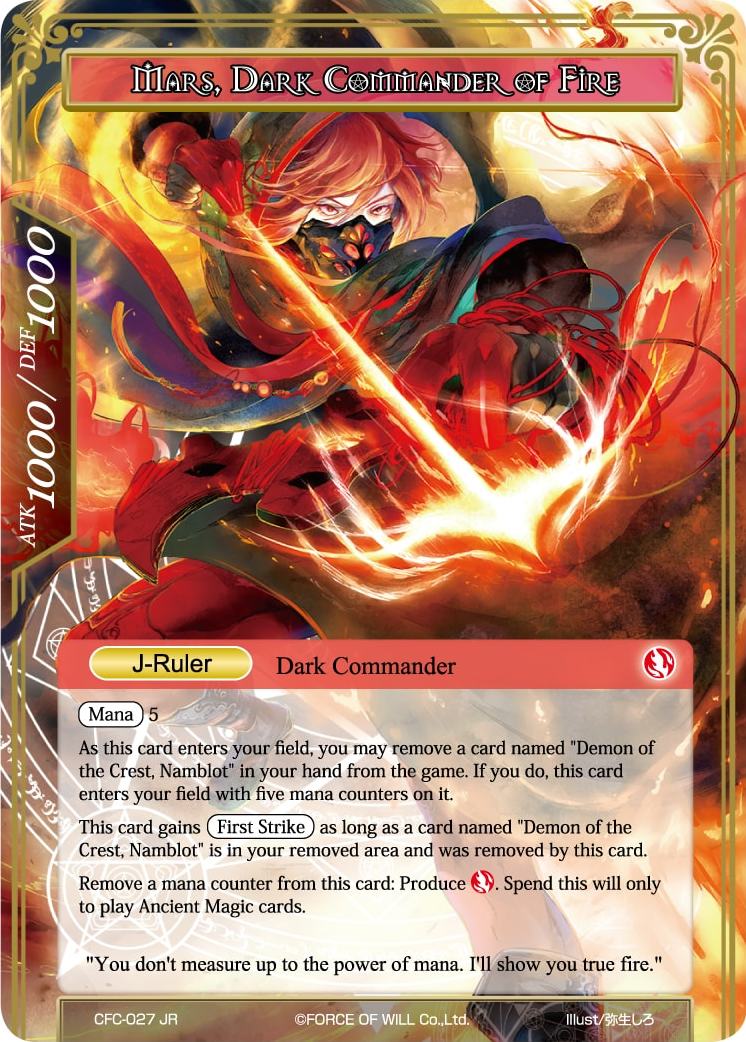 Mars, Dark Commander of Fire
ATK 1000 / DEF 1000
J-Ruler Dark Commander
Mana 5
As this card enters your field, you may remove a card named "Demon of
the Crest, Namblot" in your hand from the game. If you do, this card
enters your field with five mana counters on it.
This card gains First Strike as long as a card named "Demon of the
Crest, Namblot" is in your removed area and was removed by this card.
Remove a mana counter from this card: Produce . Spend this will only
to play Ancient Magic cards.
"You don't measure up to the power of mana. I'll show you true fire."
CFC-027 JR ©FORCE OF WILL Co.,Ltd. Illust/弥生しろ